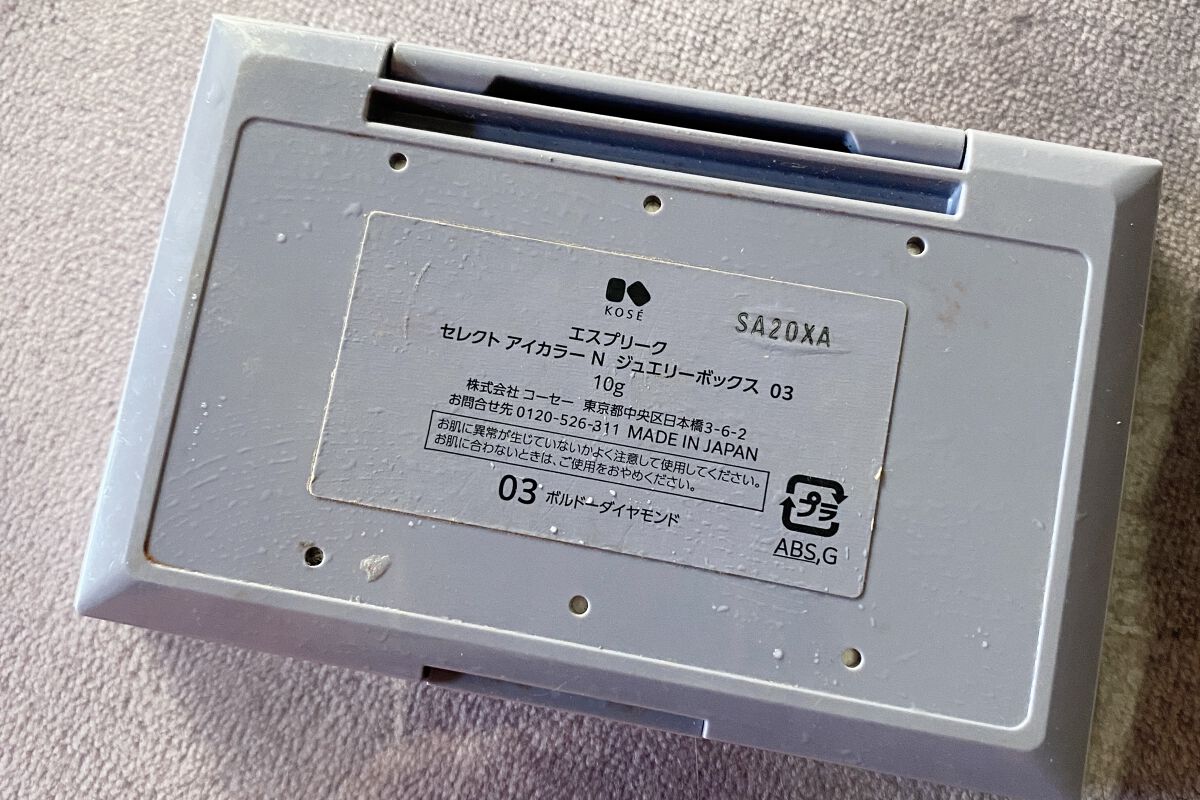 KOSÉ
SA20XA
エスプリーク
セレクト アイカラー N ジュエリーボックス 03
10g
株式会社 コーセー 東京都中央区日本橋3-6-2
お問合せ先 0120-526-311 MADE IN JAPAN
お肌に異常が生じていないかよく注意して使用してください。
お肌に合わないときは、ご使用をおやめください。
03 ボルドーダイヤモンド
プラ
ABS,G